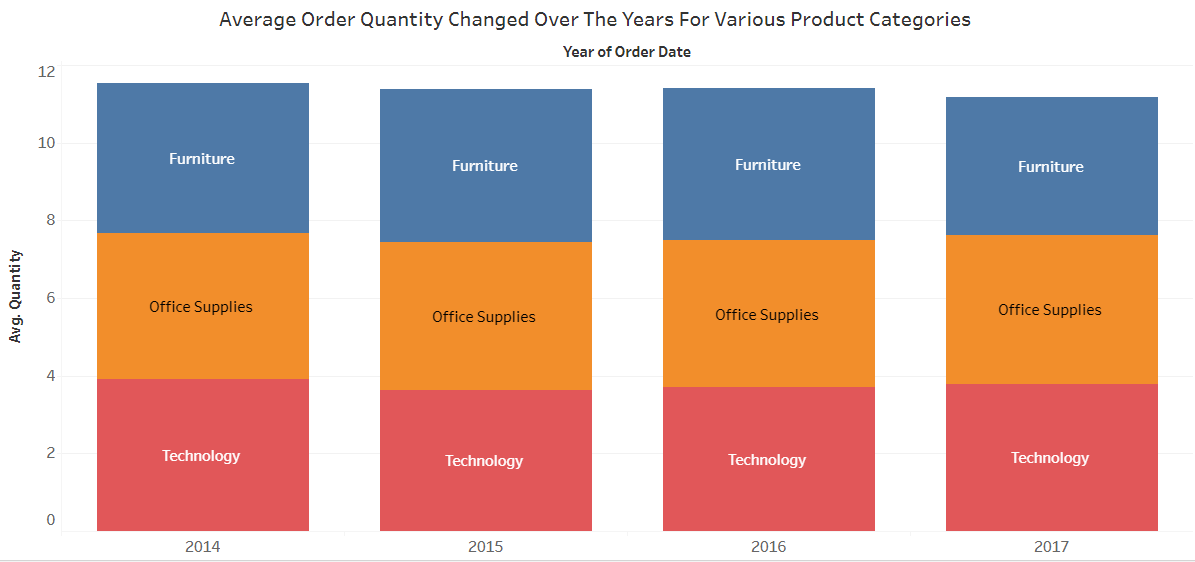 Average Order Quantity Changed Over The Years For Various Product Categories
Year of Order Date
12
10
8
6
4
2
0
Avg. Quantity
Furniture
Furniture
Furniture
Furniture
Office Supplies
Office Supplies
Office Supplies
Office Supplies
Technology
Technology
Technology
Technology
2014
2015
2016
2017